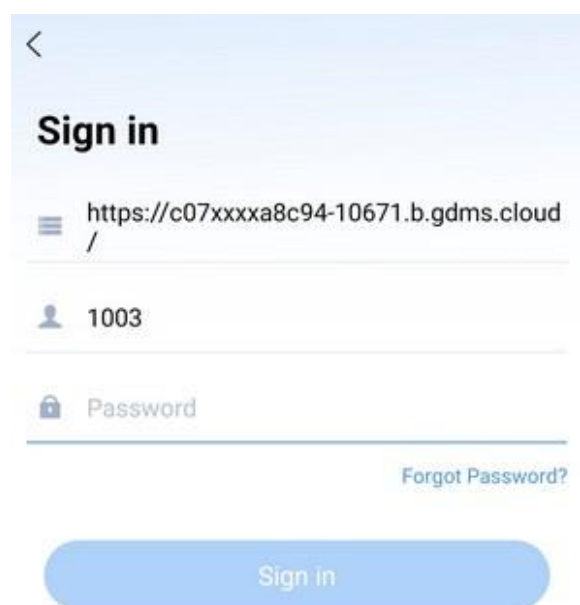 Sign in
https://c07xxxxa8c94-10671.b.gdms.cloud
/
1003
Password
Forgot Password?
Sign in